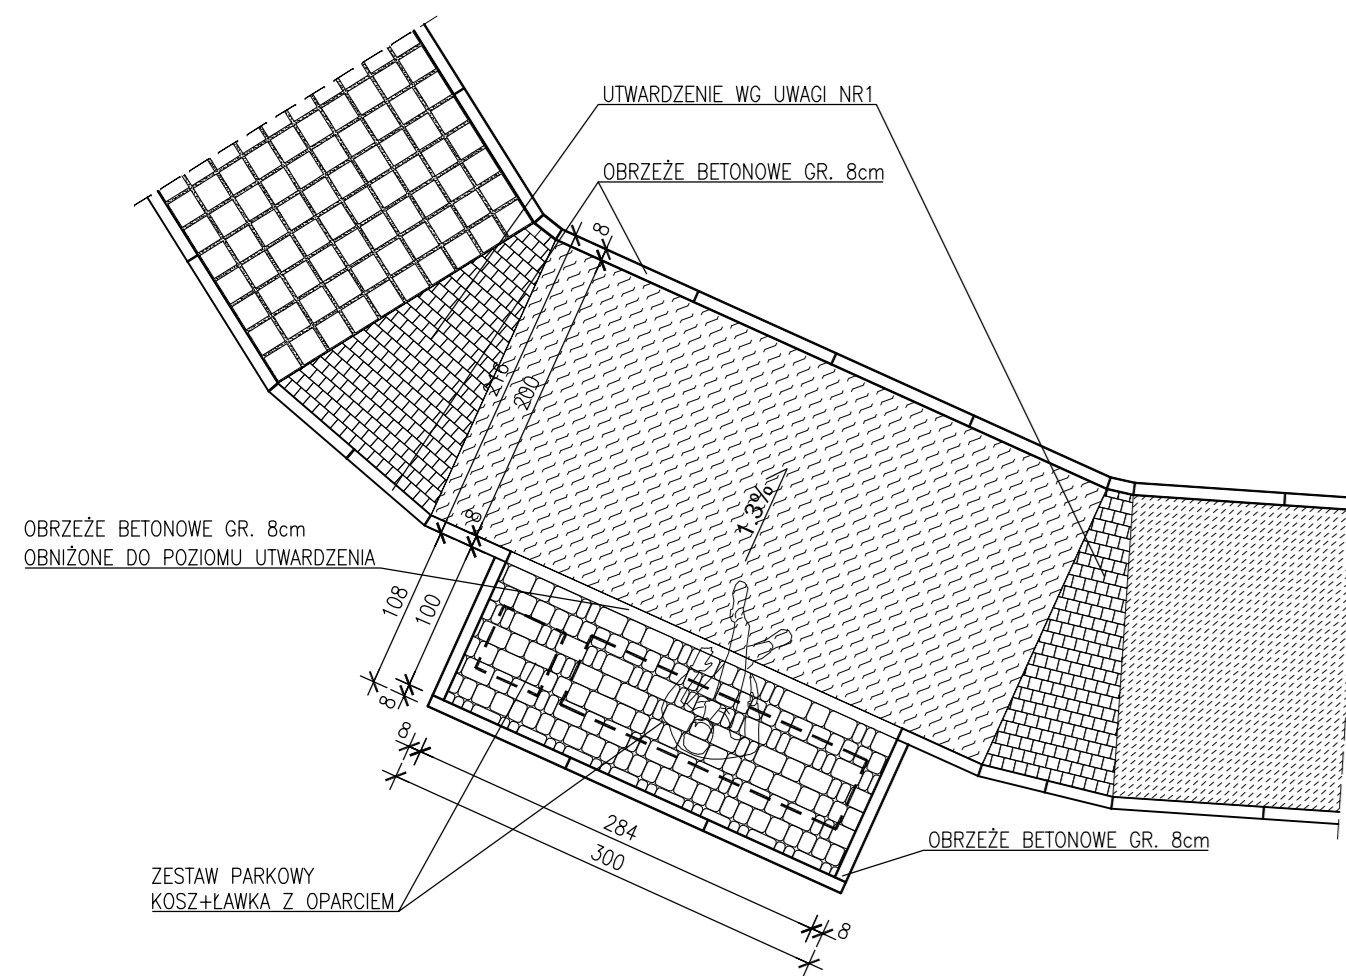 UTWARDZENIE WG UWAGI NR1
OBRZEŻE BETONOWE GR. 8cm
8
216
200
1.3%
8
OBRZEŻE BETONOWE GR. 8cm
OBNIŻONE DO POZIOMU UTWARDZENIA
108
100
8
8
284
300
8
OBRZEŻE BETONOWE GR. 8cm
ZESTAW PARKOWY
KOSZ+ŁAWKA Z OPARCIEM